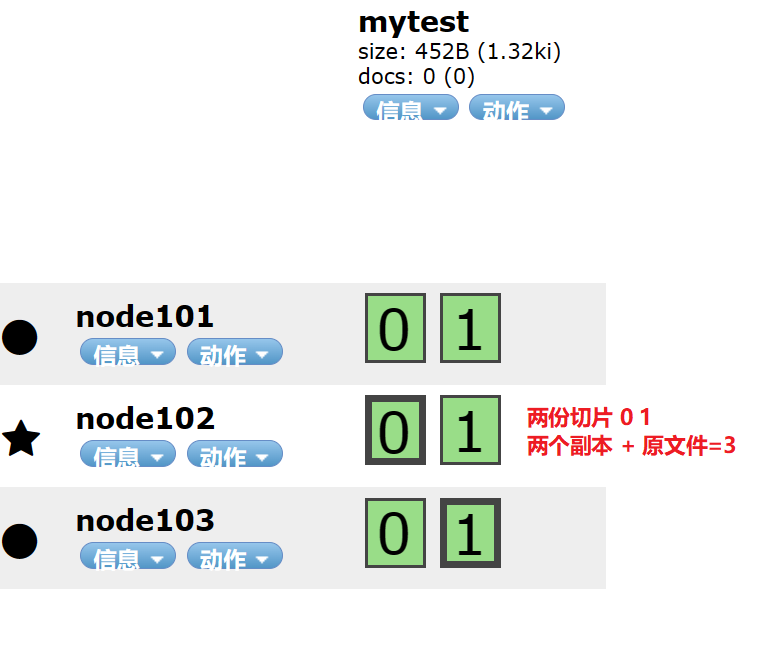 mytest
size: 452B (1.32ki)
docs: 0 (0)
信息 动作
node101
信息 动作
0 1
node102
信息 动作
0 1
两份切片 0 1
两个副本 + 原文件=3
node103
信息 动作
0 1